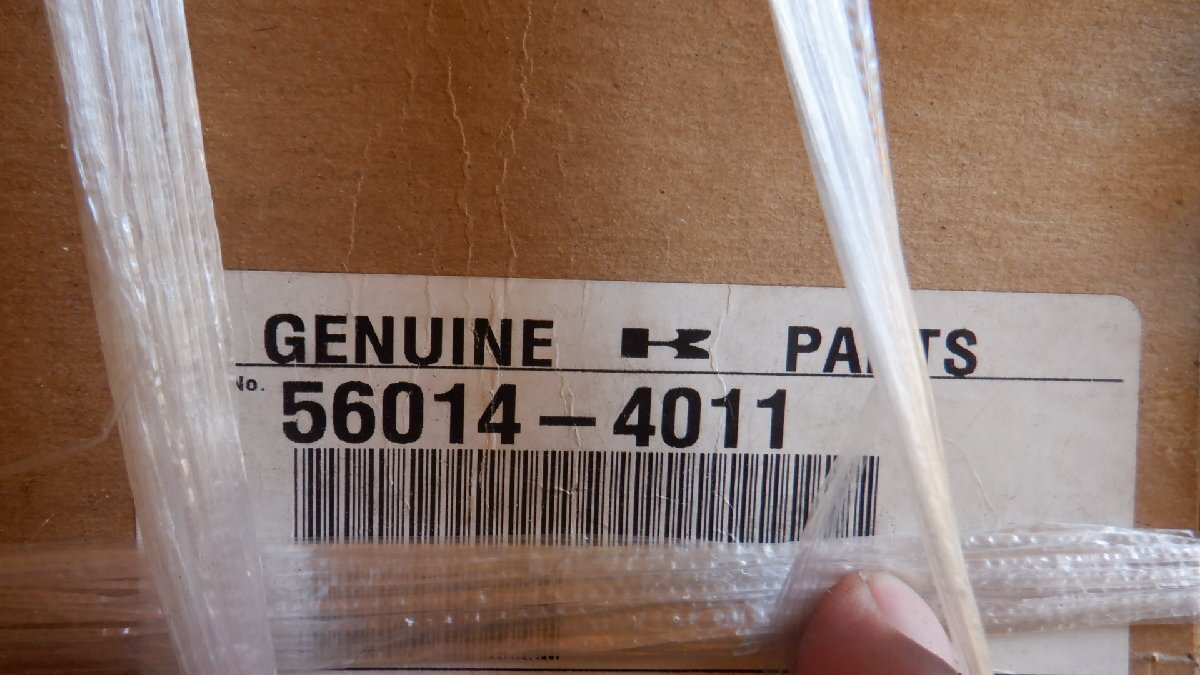 GENUINE K PARTS
No. 56014-4011